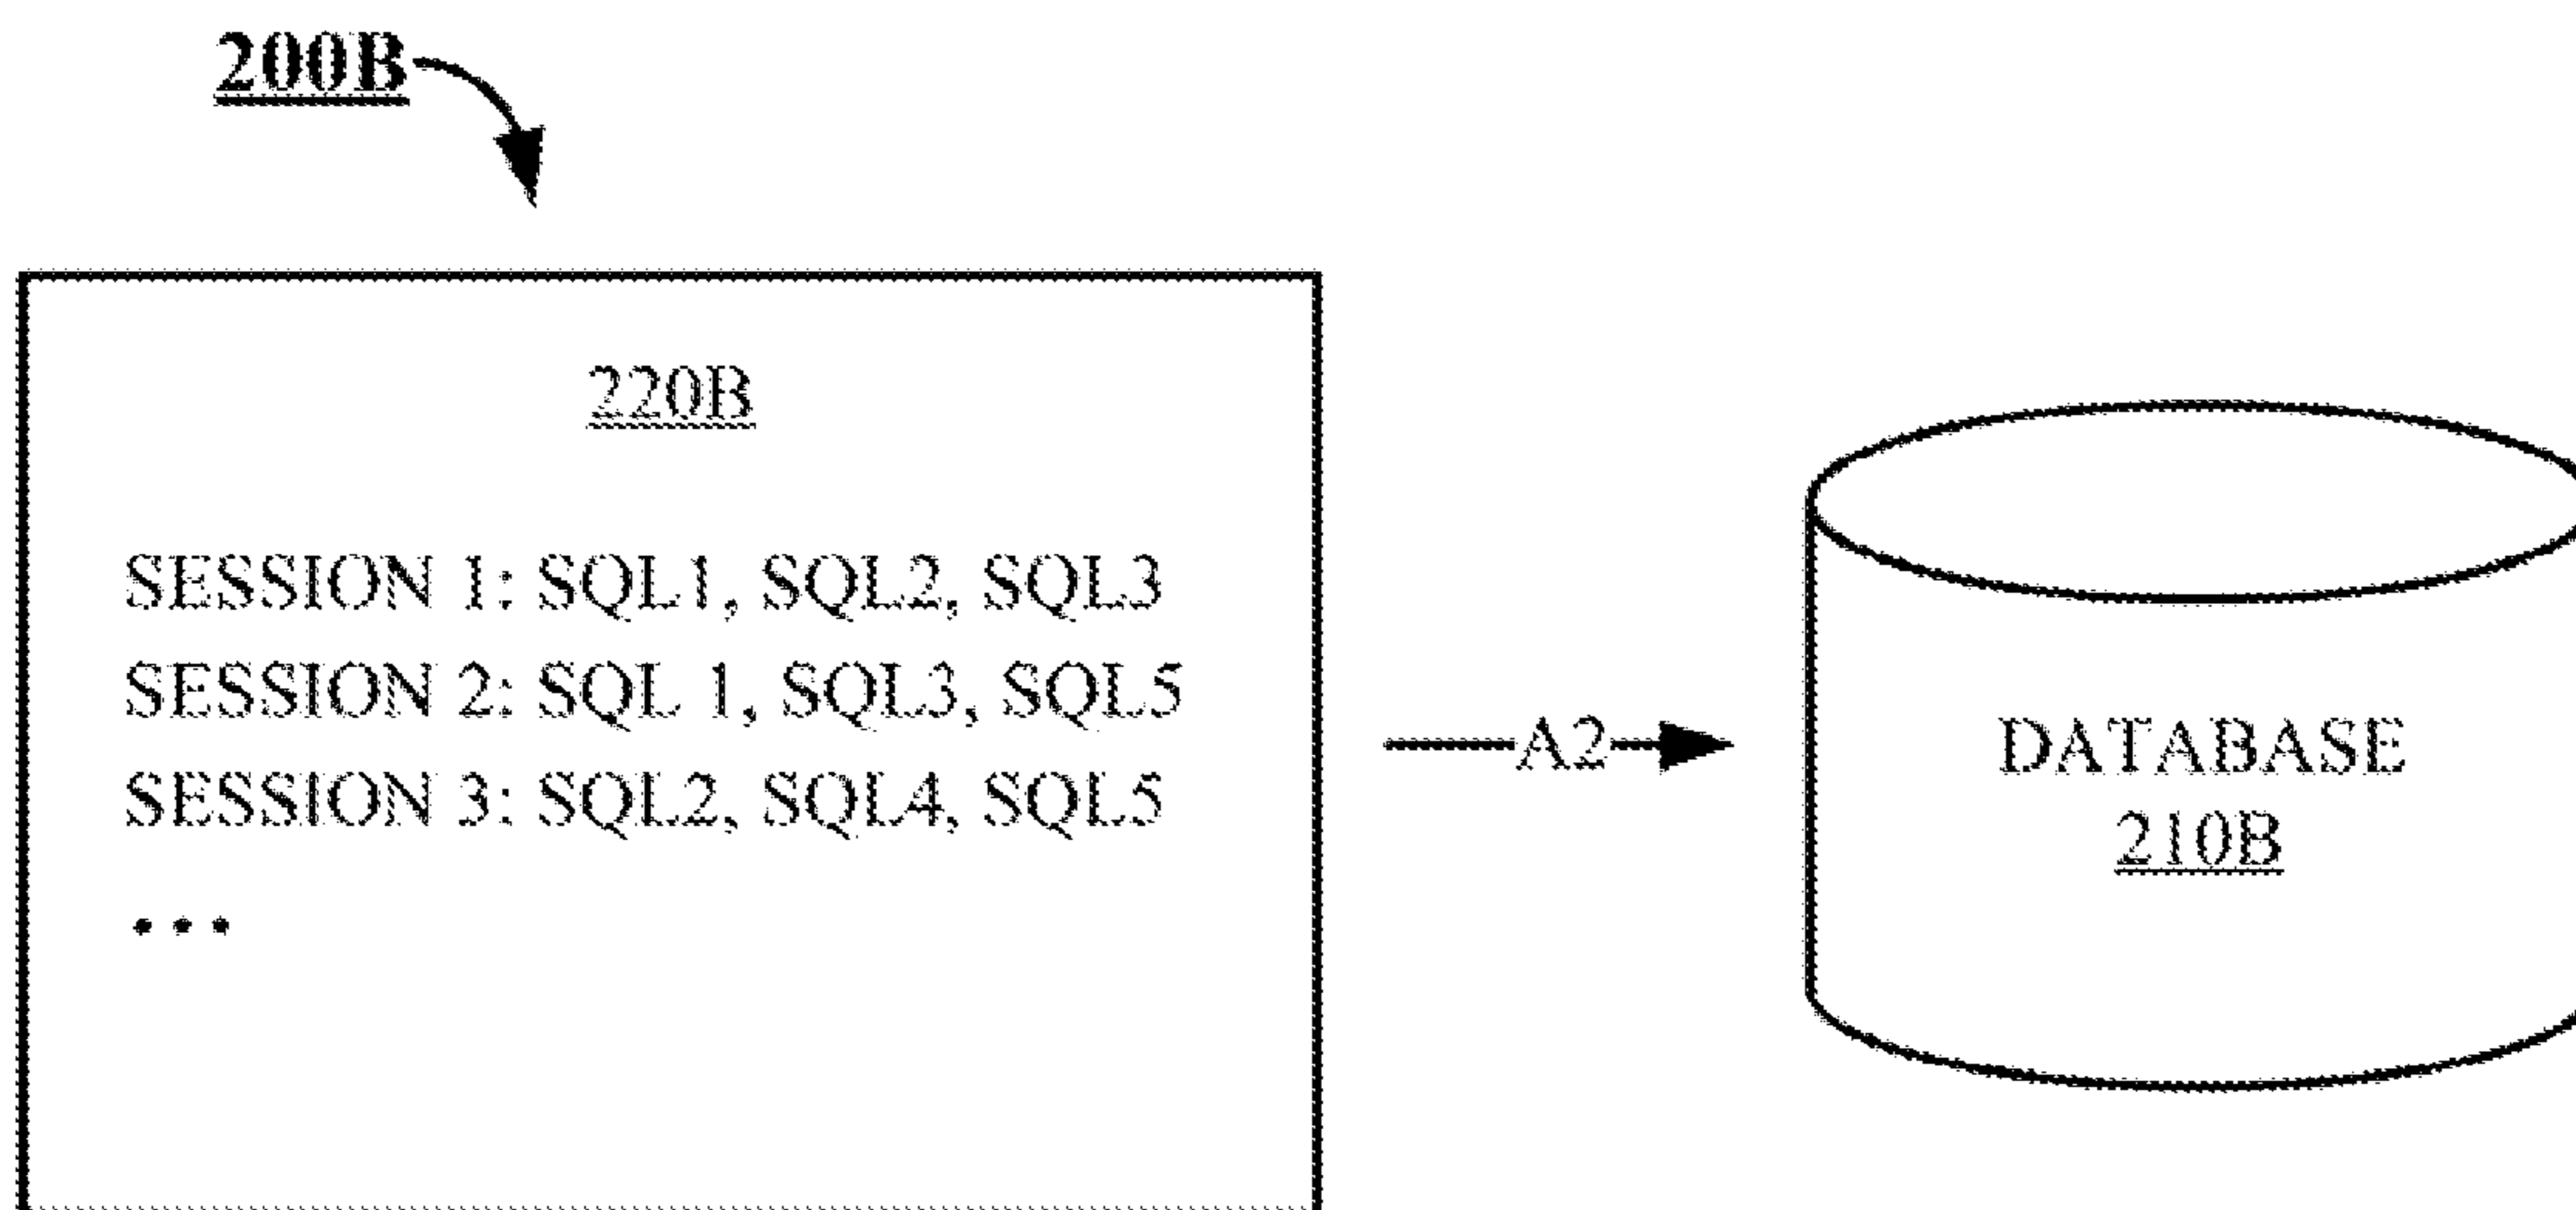 200B
220B
SESSION 1: SQL1, SQL2, SQL3
SESSION 2: SQL 1, SQL3, SQL5
SESSION 3: SQL2, SQL4, SQL5
...
A2
DATABASE
210B